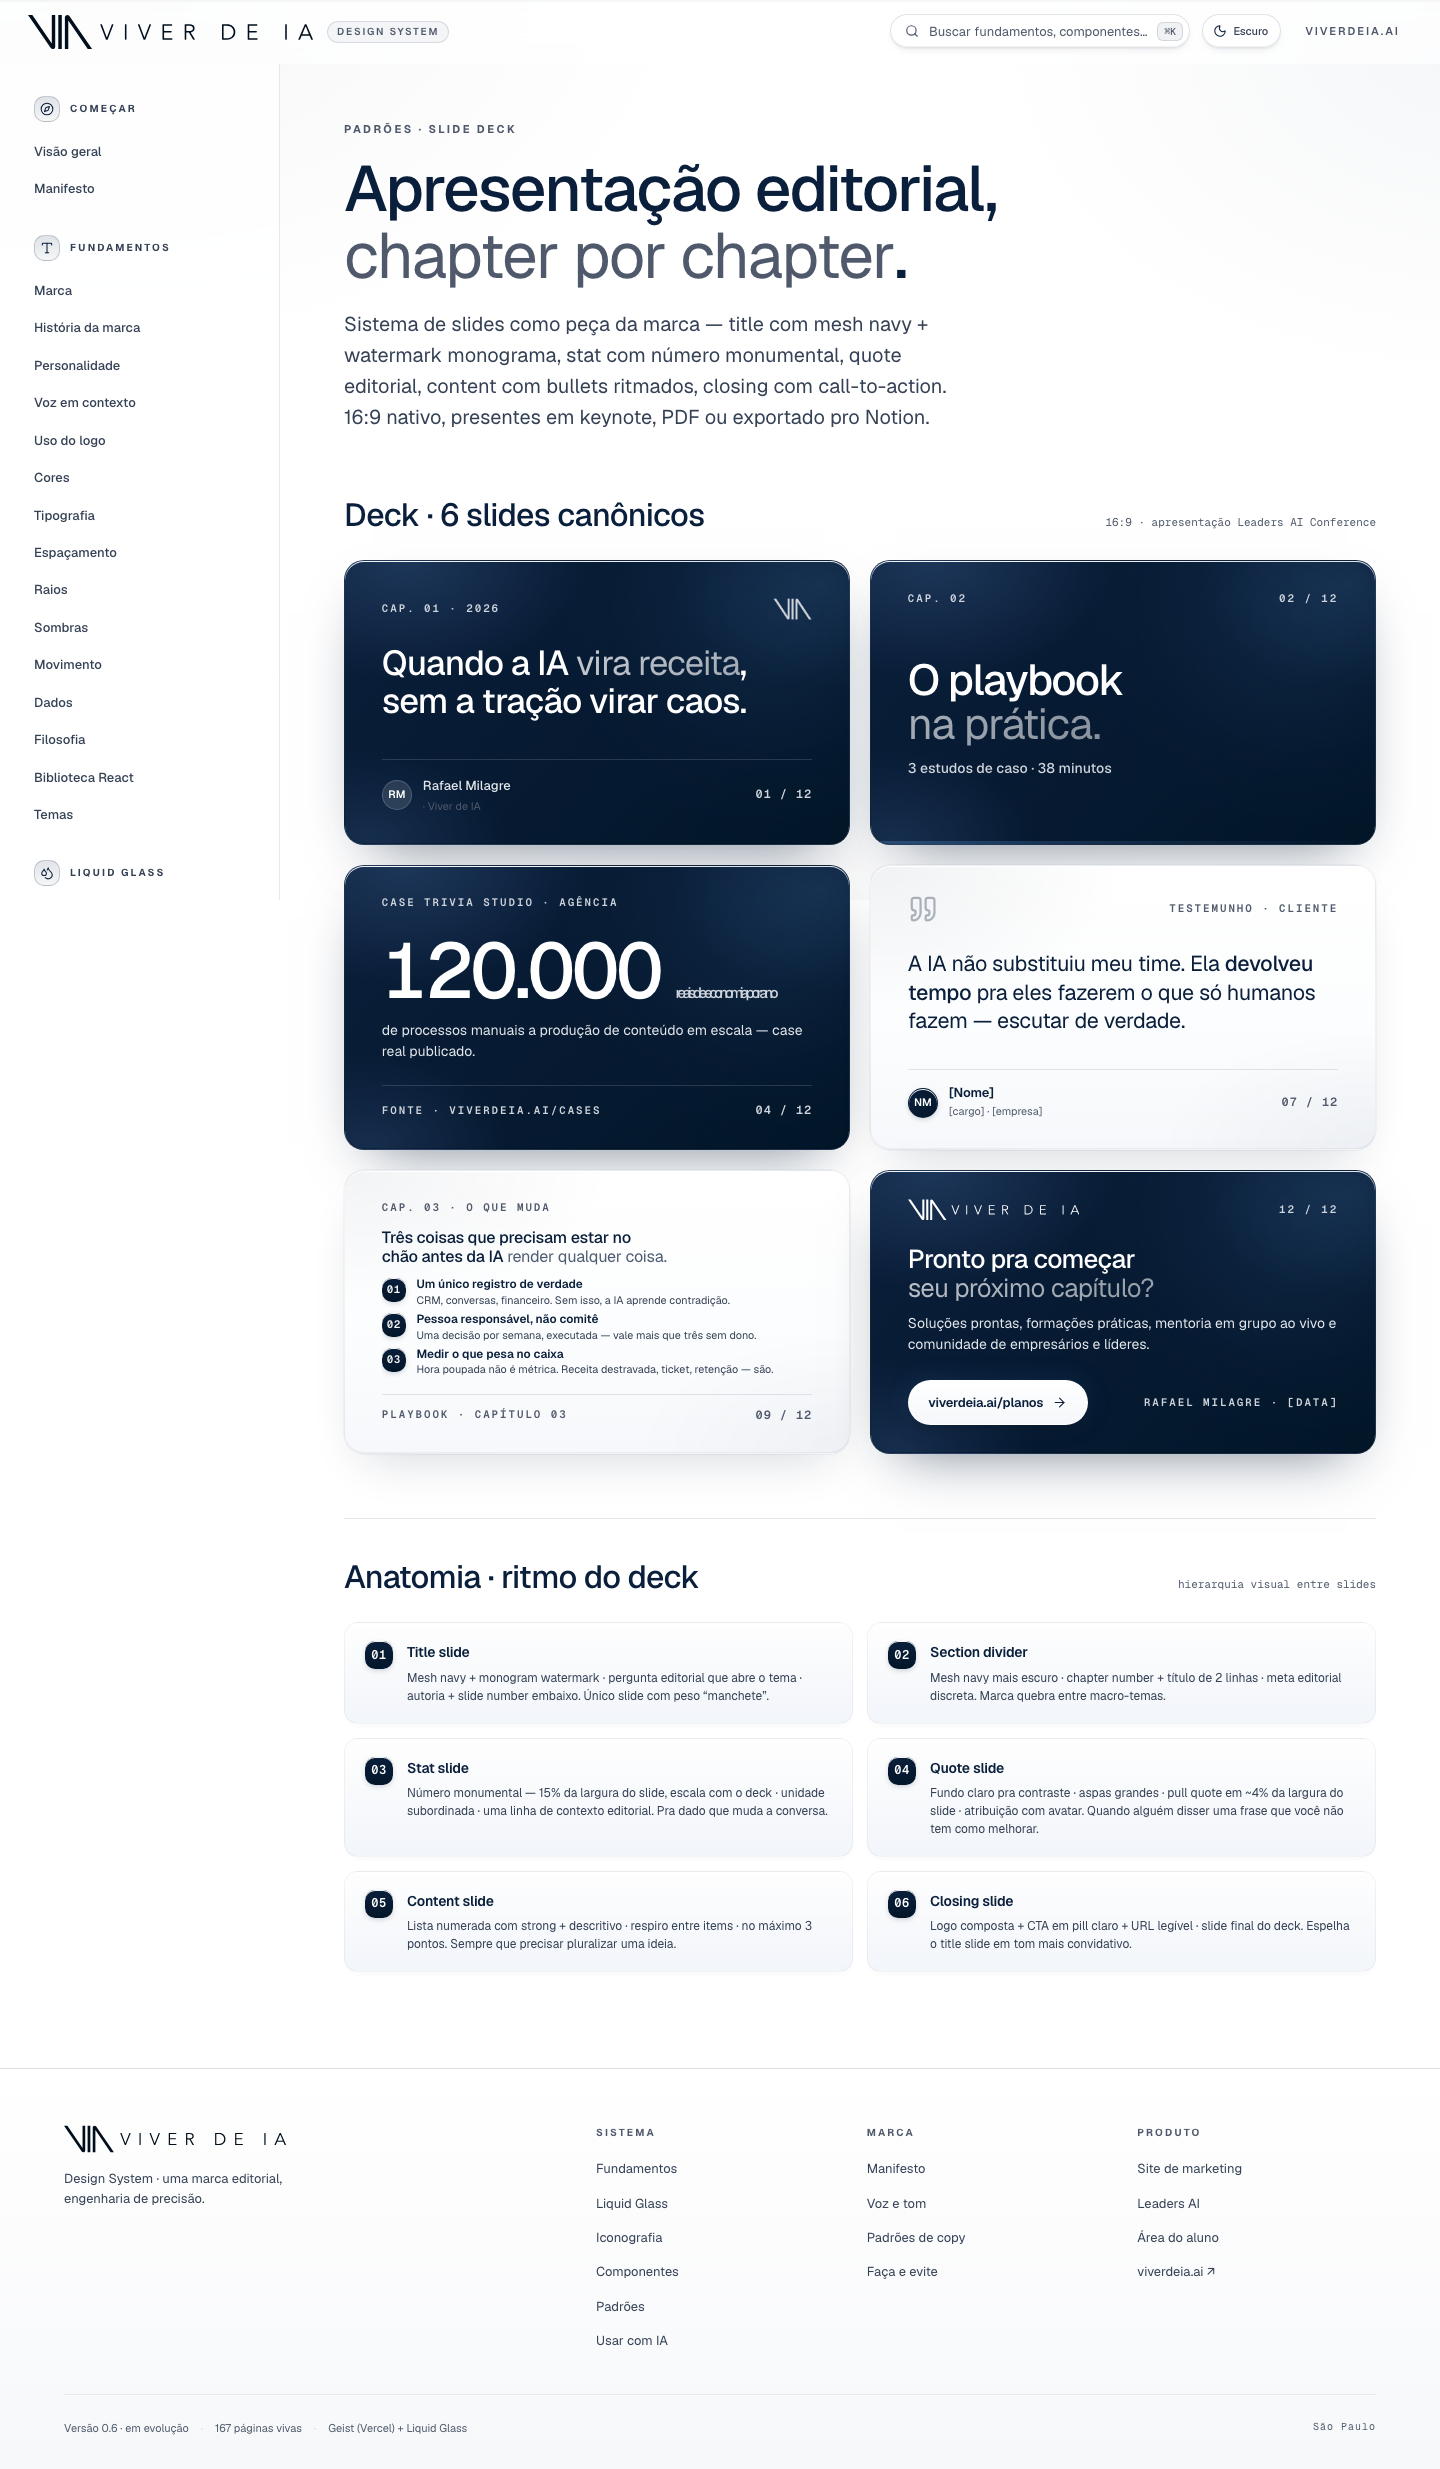 VIVER DE IA
DESIGN SYSTEM
Buscar fundamentos, componentes...
⌘K
Escuro
VIVERDEIA.AI
COMEÇAR
Visão geral
Manifesto
FUNDAMENTOS
Marca
História da marca
Personalidade
Voz em contexto
Uso do logo
Cores
Tipografia
Espaçamento
Raios
Sombras
Movimento
Dados
Filosofia
Biblioteca React
Temas
LIQUID GLASS
PADRÕES · SLIDE DECK
Apresentação editorial,
chapter por chapter.
Sistema de slides como peça da marca — title com mesh navy +
watermark monograma, stat com número monumental, quote
editorial, content com bullets ritmados, closing com call-to-action.
16:9 nativo, presentes em keynote, PDF ou exportado pro Notion.
Deck · 6 slides canônicos
16:9 · apresentação Leaders AI Conference
CAP. 01 · 2026
Quando a IA vira receita,
sem a tração virar caos.
RM
Rafael Milagre
· Viver de IA
01 / 12
CAP. 02
02 / 12
O playbook
na prática.
3 estudos de caso · 38 minutos
CASE TRIVIA STUDIO · AGÊNCIA
120.000
reais de economia por ano
de processos manuais a produção de conteúdo em escala — case
real publicado.
FONTE · VIVERDEIA.AI/CASES
04 / 12
TESTEMUNHO · CLIENTE
A IA não substituiu meu time. Ela devolveu
tempo pra eles fazerem o que só humanos
fazem — escutar de verdade.
NM
[Nome]
[cargo] · [empresa]
07 / 12
CAP. 03 · O QUE MUDA
Três coisas que precisam estar no
chão antes da IA render qualquer coisa.
01
Um único registro de verdade
CRM, conversas, financeiro. Sem isso, a IA aprende contradição.
02
Pessoa responsável, não comitê
Uma decisão por semana, executada — vale mais que três sem dono.
03
Medir o que pesa no caixa
Hora poupada não é métrica. Receita destravada, ticket, retenção — são.
PLAYBOOK · CAPÍTULO 03
09 / 12
VIVER DE IA
12 / 12
Pronto pra começar
seu próximo capítulo?
Soluções prontas, formações práticas, mentoria em grupo ao vivo e
comunidade de empresários e líderes.
viverdeia.ai/planos →
RAFAEL MILAGRE · [DATA]
Anatomia · ritmo do deck
hierarquia visual entre slides
01
Title slide
Mesh navy + monogram watermark · pergunta editorial que abre o tema ·
autoria + slide number embaixo. Único slide com peso “manchete”.
02
Section divider
Mesh navy mais escuro · chapter number + título de 2 linhas · meta editorial
discreta. Marca quebra entre macro-temas.
03
Stat slide
Número monumental — 15% da largura do slide, escala com o deck · unidade
subordinada · uma linha de contexto editorial. Pra dado que muda a conversa.
04
Quote slide
Fundo claro pra contraste · aspas grandes · pull quote em ~4% da largura do
slide · atribuição com avatar. Quando alguém disser uma frase que você não
tem como melhorar.
05
Content slide
Lista numerada com strong + descritivo · respiro entre items · no máximo 3
pontos. Sempre que precisar pluralizar uma ideia.
06
Closing slide
Logo composta + CTA em pill claro + URL legível · slide final do deck. Espelha
o title slide em tom mais convidativo.
VIVER DE IA
Design System · uma marca editorial,
engenharia de precisão.
SISTEMA
Fundamentos
Liquid Glass
Iconografia
Componentes
Padrões
Usar com IA
MARCA
Manifesto
Voz e tom
Padrões de copy
Faça e evite
PRODUTO
Site de marketing
Leaders AI
Área do aluno
viverdeia.ai ↗
Versão 0.6 · em evolução · 167 páginas vivas · Geist (Vercel) + Liquid Glass
São Paulo